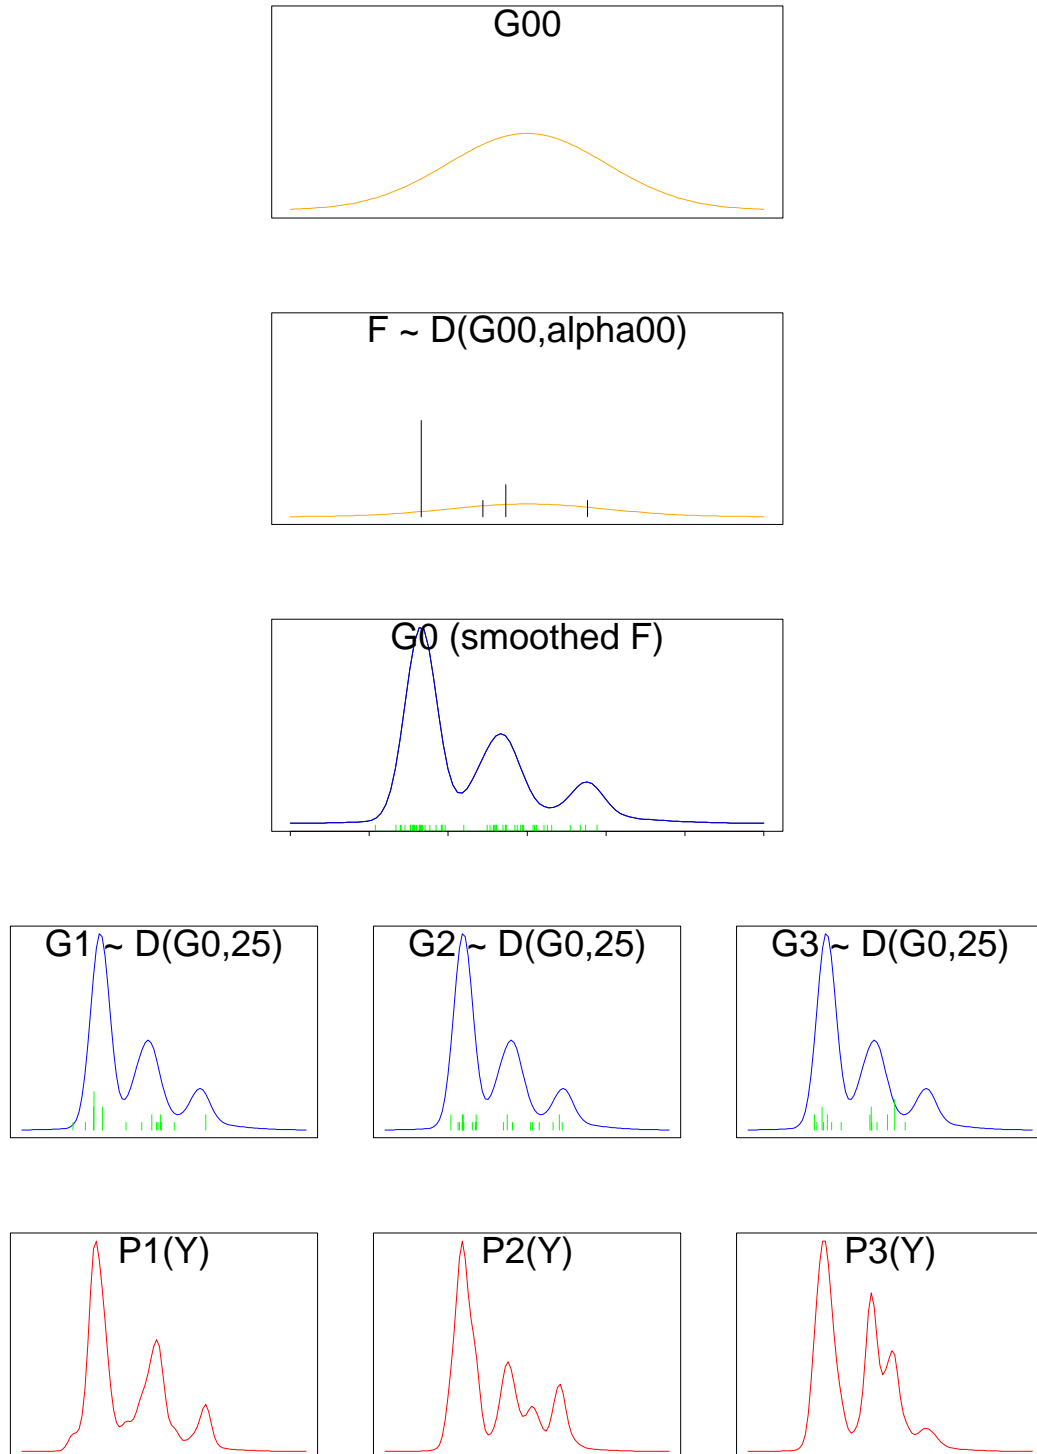 G00
F ~ D(G00,alpha00)
G0 (smoothed F)
G1 ~ D(G0,25)
G2 ~ D(G0,25)
G3 ~ D(G0,25)
P1(Y)
P2(Y)
P3(Y)